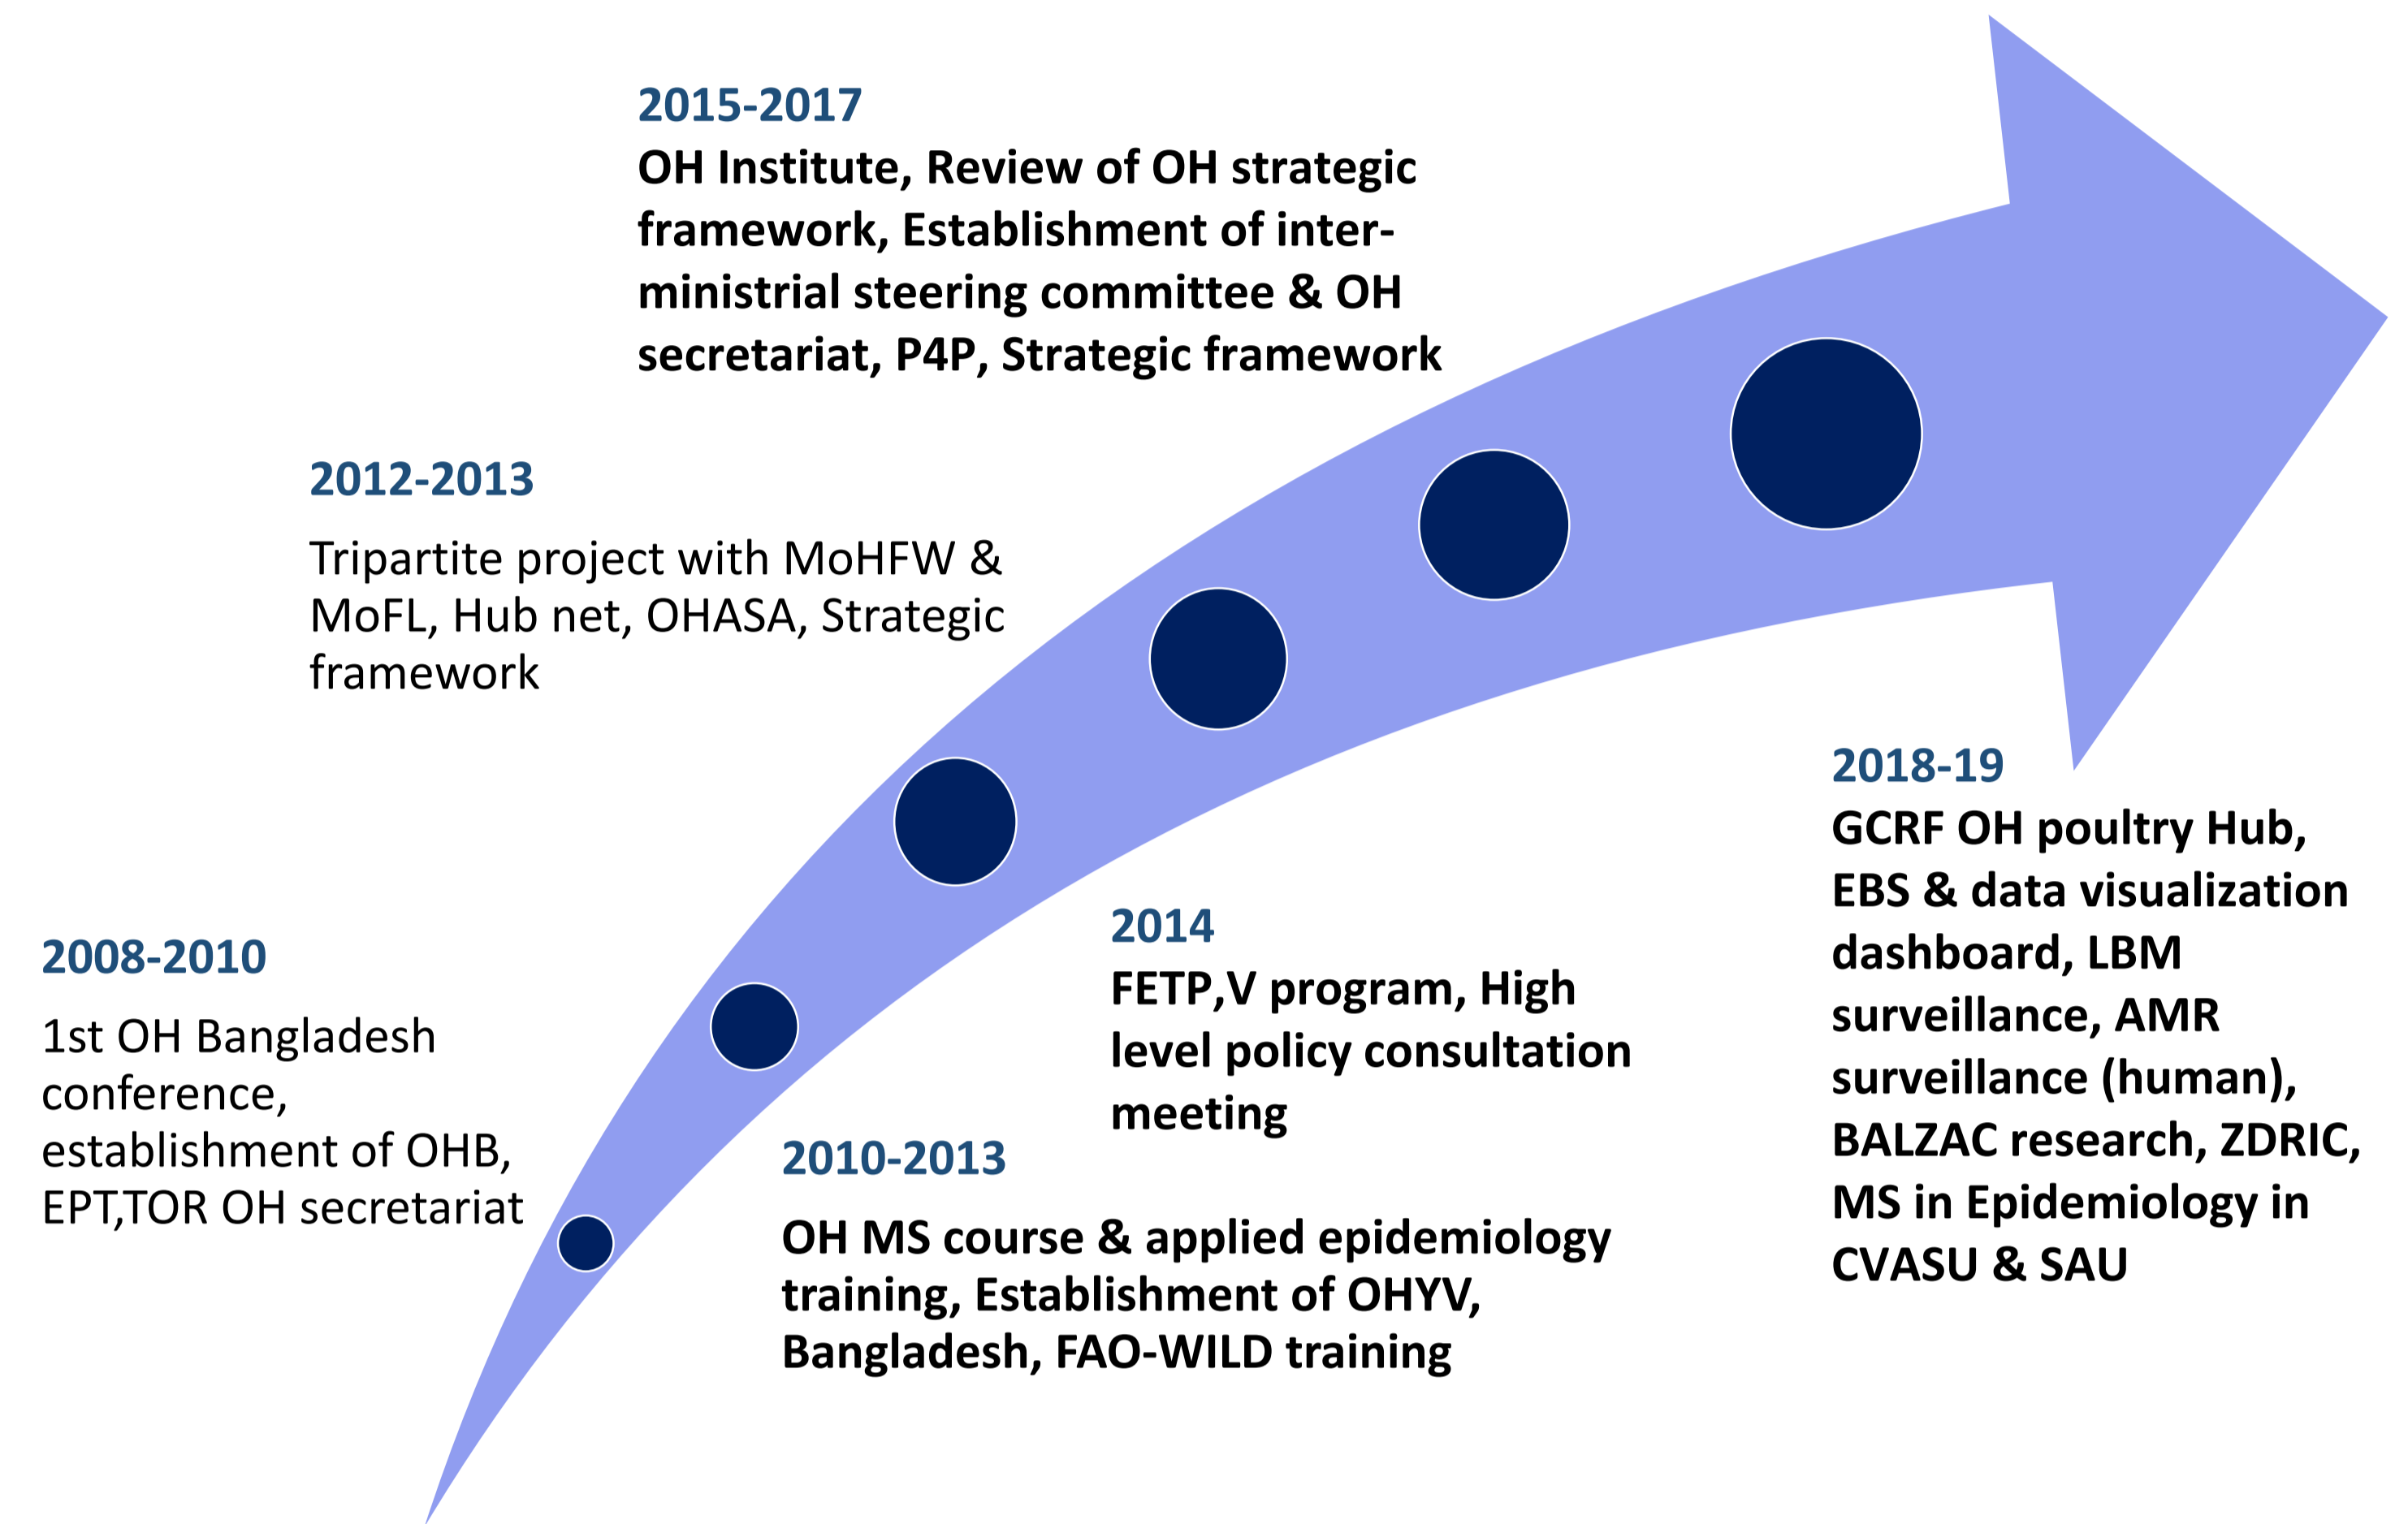 2015-2017
OH Institute, Review of OH strategic
framework, Establishment of inter-
ministrial steering committee & OH
secretariat, P4P, Strategic framework
2012-2013
Tripartite project with MoHFW &
MoFL, Hub net, OHASA, Strategic
framework
2008-2010
1st OH Bangladesh
conference,
establishment of OHB,
EPT,TOR OH secretariat
2010-2013
OH MS course & applied epidemiology
training, Establishment of OHYV,
Bangladesh, FAO-WILD training
2014
FETP,V program, High
level policy consultation
meeting
2018-19
GCRF OH poultry Hub,
EBS & data visualization
dashboard, LBM
surveillance, AMR
surveillance (human),
BALZAC research, ZDRIC,
MS in Epidemiology in
CVASU & SAU